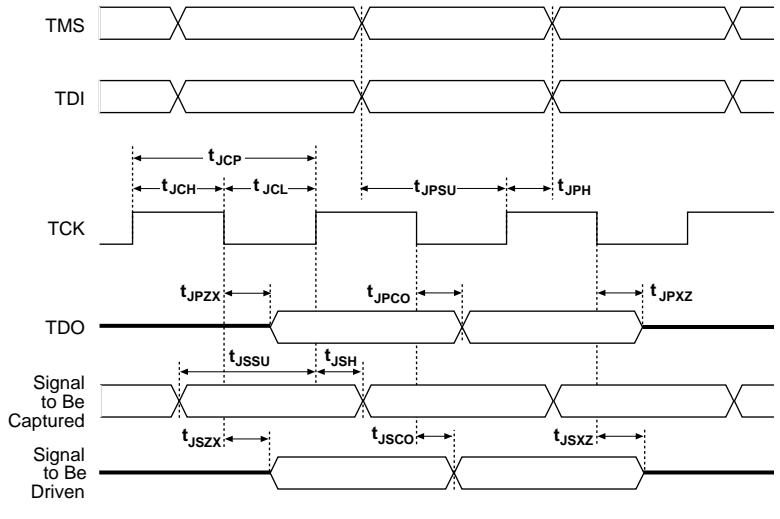 TMS
TDI
tJCP
tJCH
tJCL
tJPSU
tJPH
TCK
tJPZX
tJPCO
tJPXZ
TDO
tJSSU
tJSH
Signal
to Be
Captured
tJSZX
tJSCO
tJSXZ
Signal
to Be
Driven